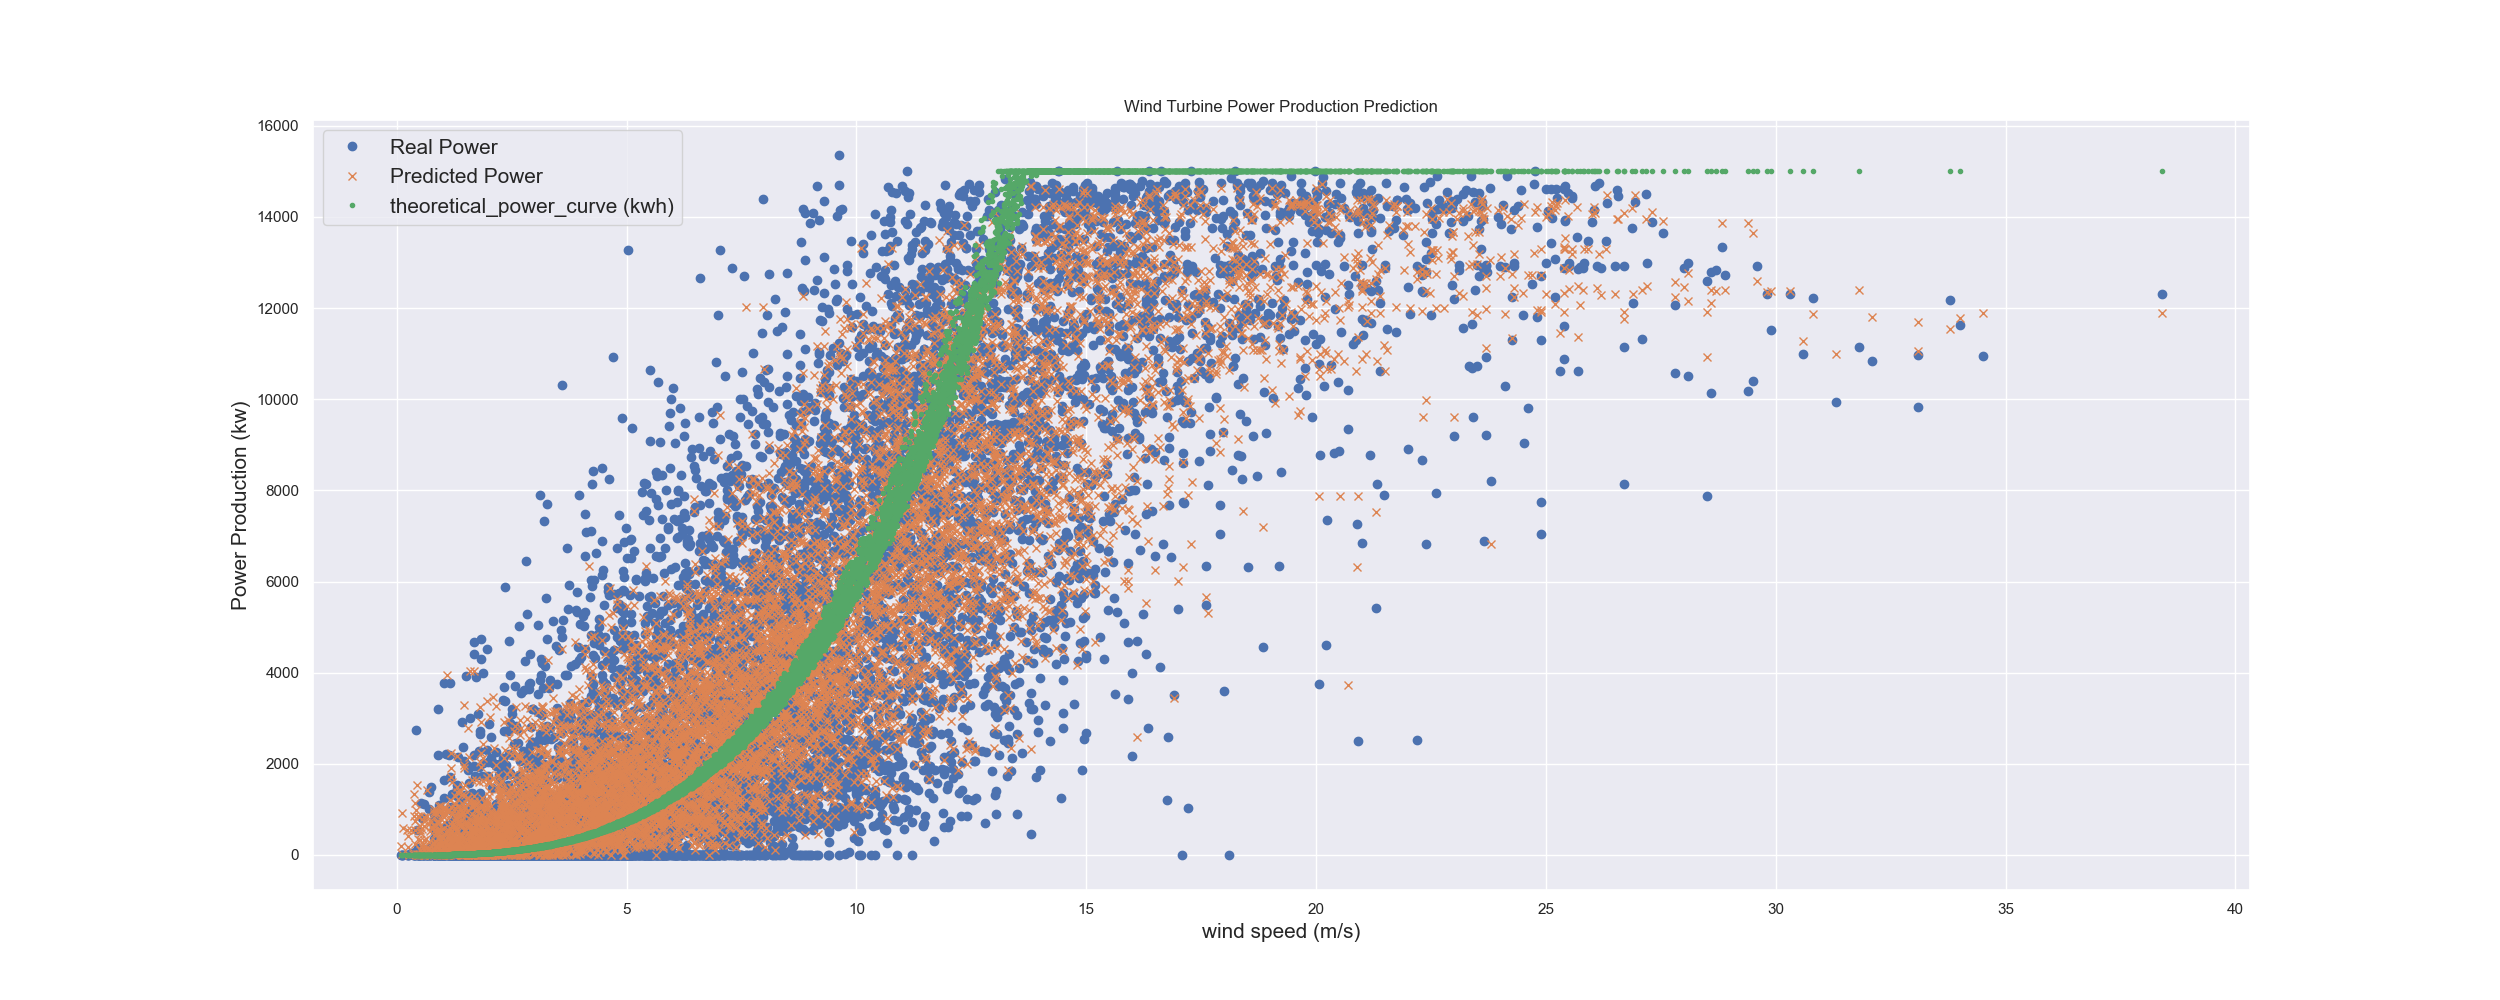 Wind Turbine Power Production Prediction
Real Power
Predicted Power
theoretical_power_curve (kwh)
Power Production (kw)
16000
14000
12000
10000
8000
6000
4000
2000
0
0 5 10 15 20 25 30 35 40
wind speed (m/s)